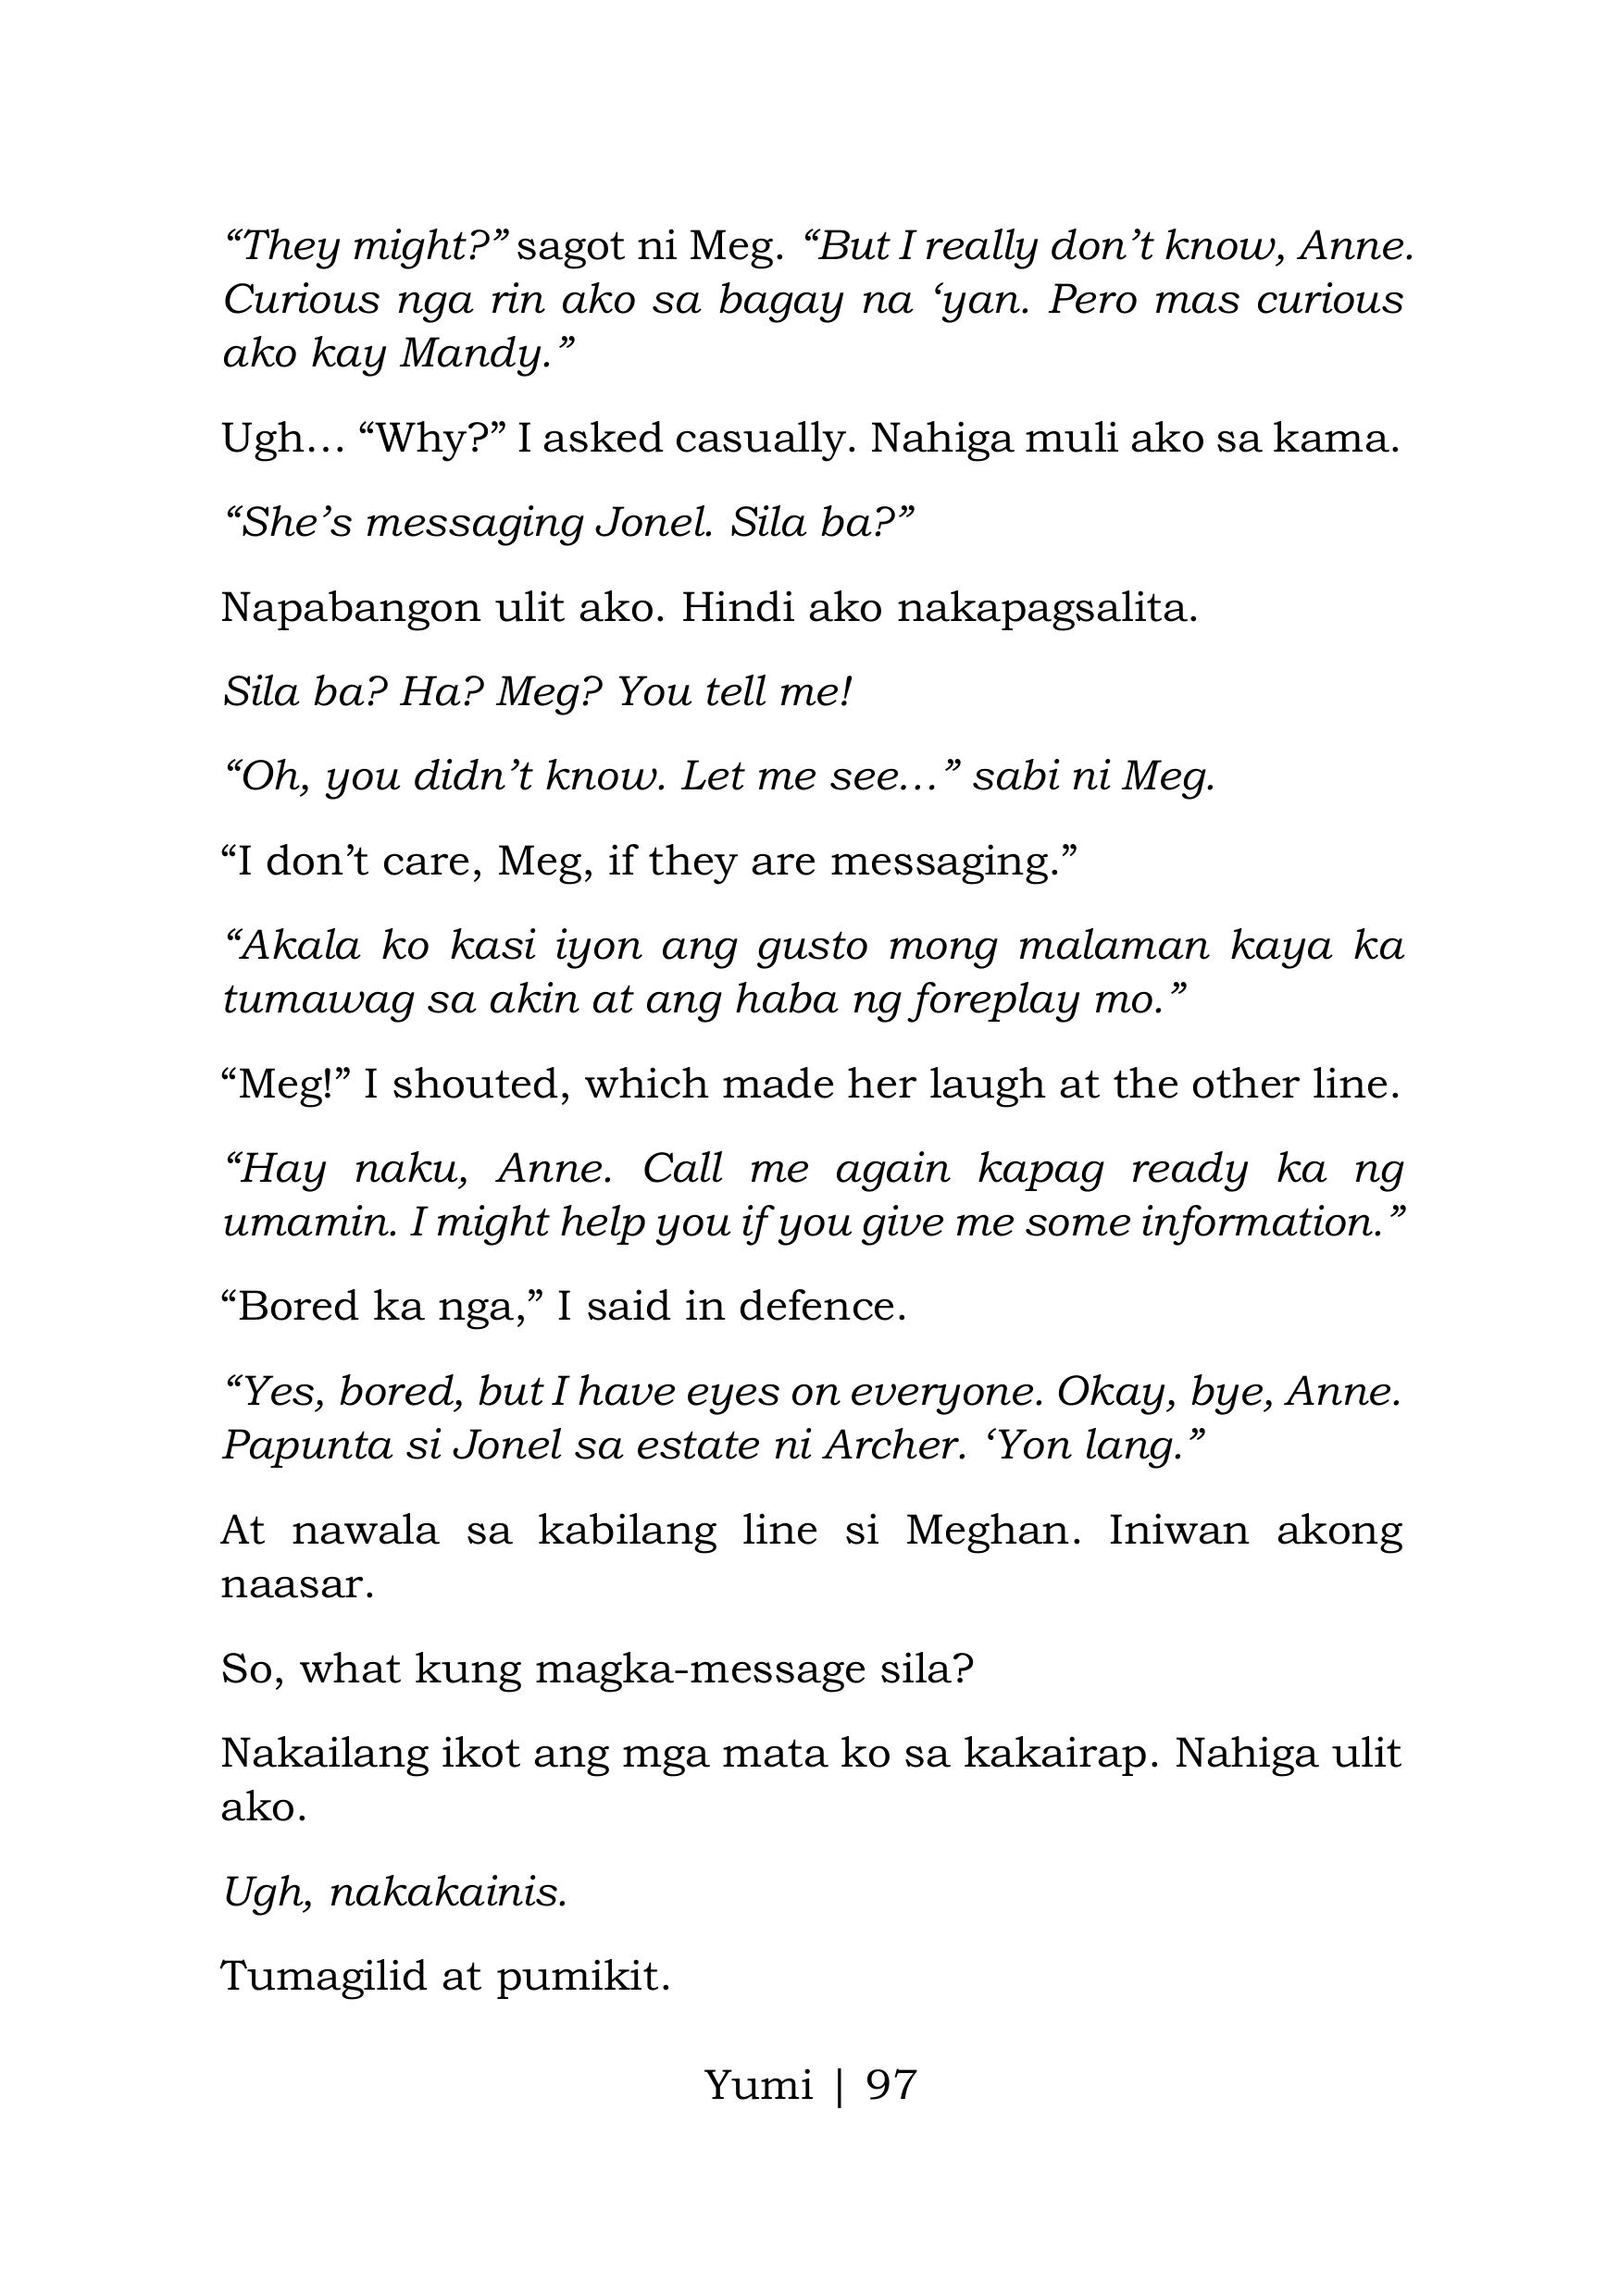 “They might?” sagot ni Meg. “But I really don’t know, Anne.
Curious nga rin ako sa bagay na ‘yan. Pero mas curious
ako kay Mandy.”
Ugh… “Why?” I asked casually. Nahiga muli ako sa kama.
“She’s messaging Jonel. Sila ba?”
Napabangon ulit ako. Hindi ako nakapagsalita.
Sila ba? Ha? Meg? You tell me!
“Oh, you didn’t know. Let me see…” sabi ni Meg.
“I don’t care, Meg, if they are messaging.”
“Akala ko kasi iyon ang gusto mong malaman kaya ka
tumawag sa akin at ang haba ng foreplay mo.”
“Meg!” I shouted, which made her laugh at the other line.
“Hay naku, Anne. Call me again kapag ready ka ng
umamin. I might help you if you give me some information.”
“Bored ka nga,” I said in defence.
“Yes, bored, but I have eyes on everyone. Okay, bye, Anne.
Papunta si Jonel sa estate ni Archer. ‘Yon lang.”
At nawala sa kabilang line si Meghan. Iniwan akong
naasar.
So, what kung magka-message sila?
Nakailang ikot ang mga mata ko sa kakairap. Nahiga ulit
ako.
Ugh, nakakainis.
Tumagilid at pumikit.
Yumi | 97